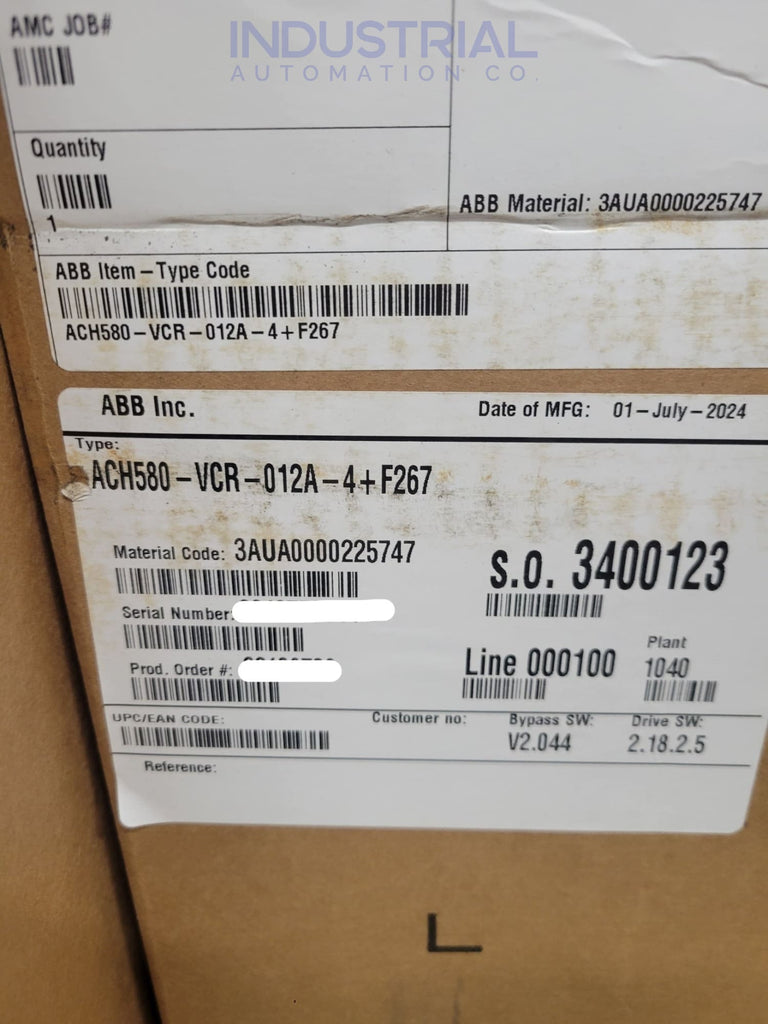 INDUSTRIAL
AUTOMATION CO.
AMC JOB#
Quantity
1
ABB Material: 3AUA0000225747
ABB Item-Type Code
ACH580-VCR-012A-4+F267
ABB Inc.
Date of MFG: 01-July-2024
Type:
ACH580-VCR-012A-4+F267
Material Code: 3AUA0000225747
S.O. 3400123
Serial Number:
Prod. Order #:
Line 000100
Plant
1040
UPC/EAN CODE:
Customer no:
Bypass SW:
V2.044
Drive SW:
2.18.2.5
Reference:
L